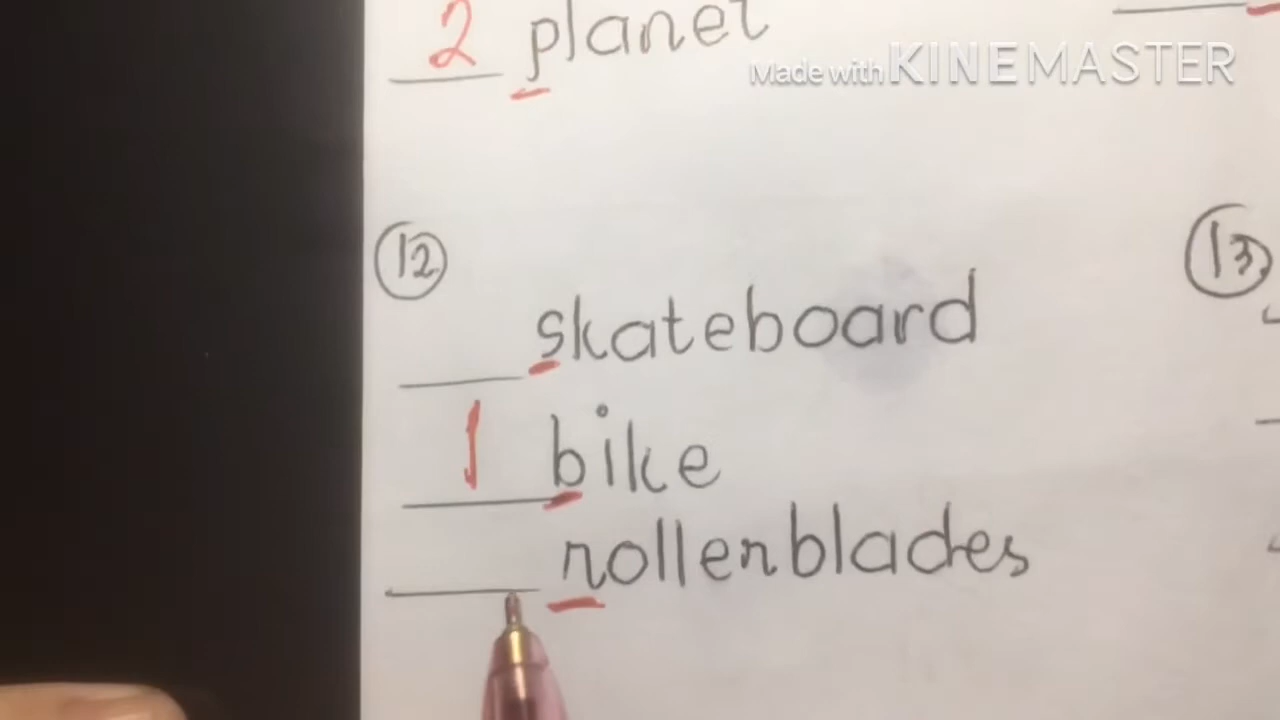 2 planet
Made with KINEMASTER
12
skateboard
13
1 bike
rollerblades